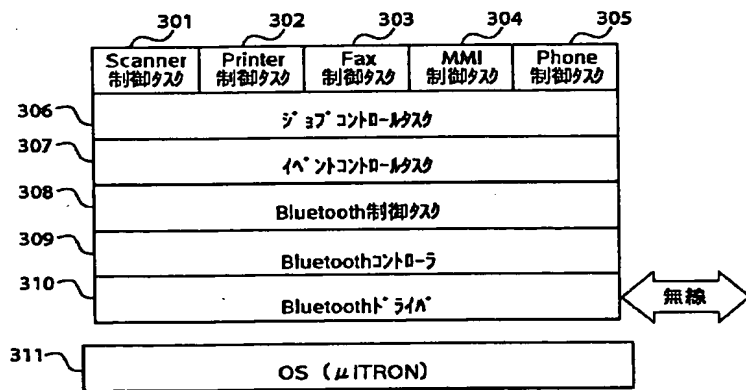 301 302 303 304 305
Scanner Printer Fax MMI Phone
制御タスク 制御タスク 制御タスク 制御タスク 制御タスク
306 ジョブコントロールタスク
307 イベントコントロールタスク
308 Bluetooth制御タスク
309 Bluetoothコントローラ
310 Bluetoothドライバ 無線
311 OS (μITRON)